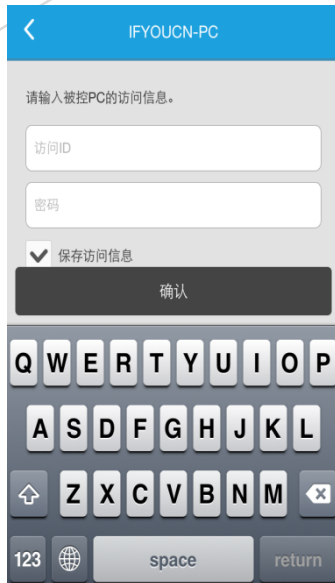 IFYOUCN-PC
请输入被控PC的访问信息。
访问ID
密码
保存访问信息
确认
Q W E R T Y U I O P
A S D F G H J K L
Z X C V B N M
123 space return